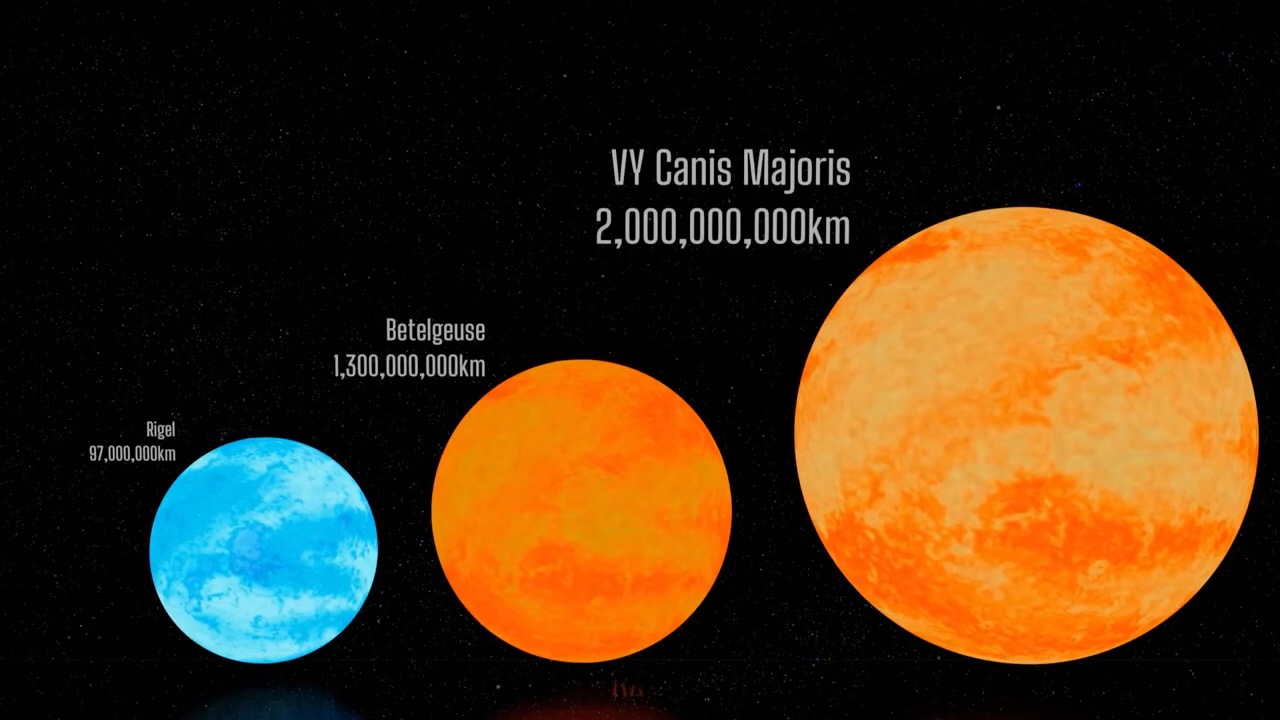 VY Canis Majoris
2,000,000,000km
Betelgeuse
1,300,000,000km
Rigel
97,000,000km